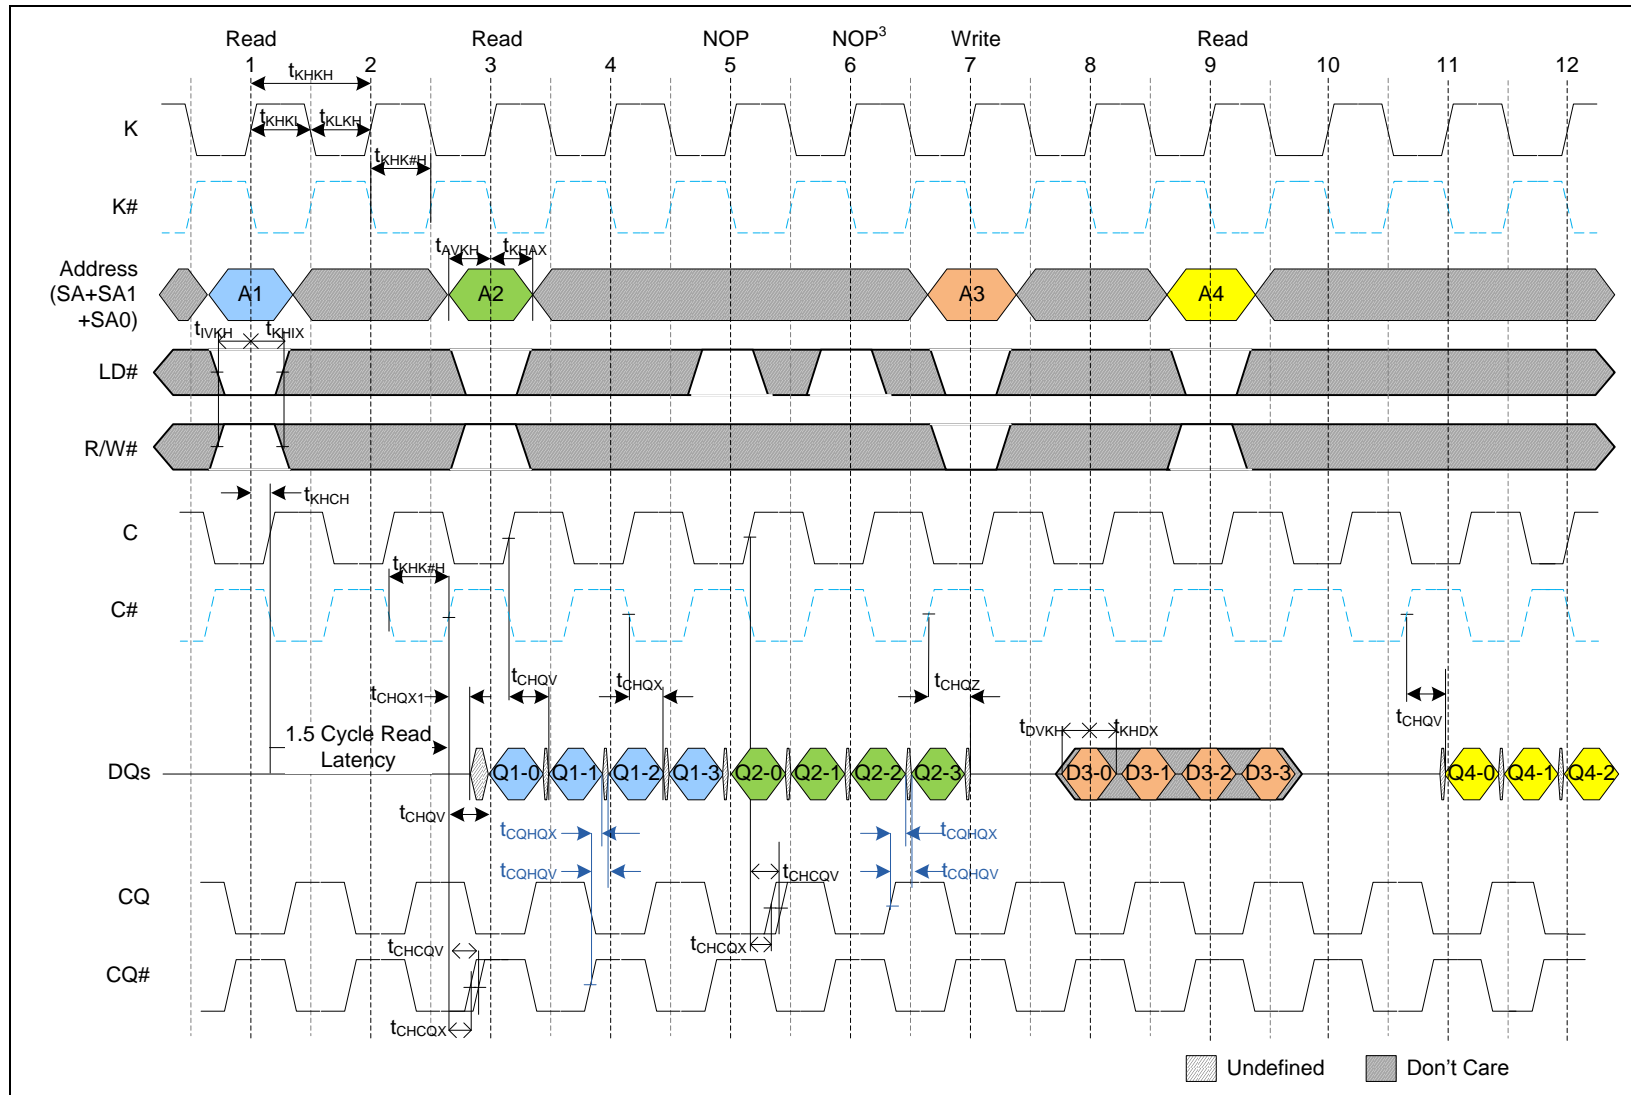 Read Read NOP NOP3 Write Read
1 2 3 4 5 6 7 8 9 10 11 12
tKHKH
K
tKHKL tKLKH
tKHK#H
K#
tAVKH tKHAX
Address
(SA+SA1
+SA0)
A1 A2 A3 A4
tIVKH tKHIX
LD#
R/W#
tKHCH
C
tKHK#H
C#
tCHQX1 tCHQV tCHQX tCHQZ tCHQV
tDVKH tKHDX
1.5 Cycle Read
Latency
DQs
Q1-0 Q1-1 Q1-2 Q1-3 Q2-0 Q2-1 Q2-2 Q2-3 D3-0 D3-1 D3-2 D3-3 Q4-0 Q4-1 Q4-2
tCHQV
tCQHQX tCQHQX
tCQHQV tCHCQV tCQHQV
CQ
tCHCQV tCHCQX
CQ#
tCHCQX
Undefined Don't Care